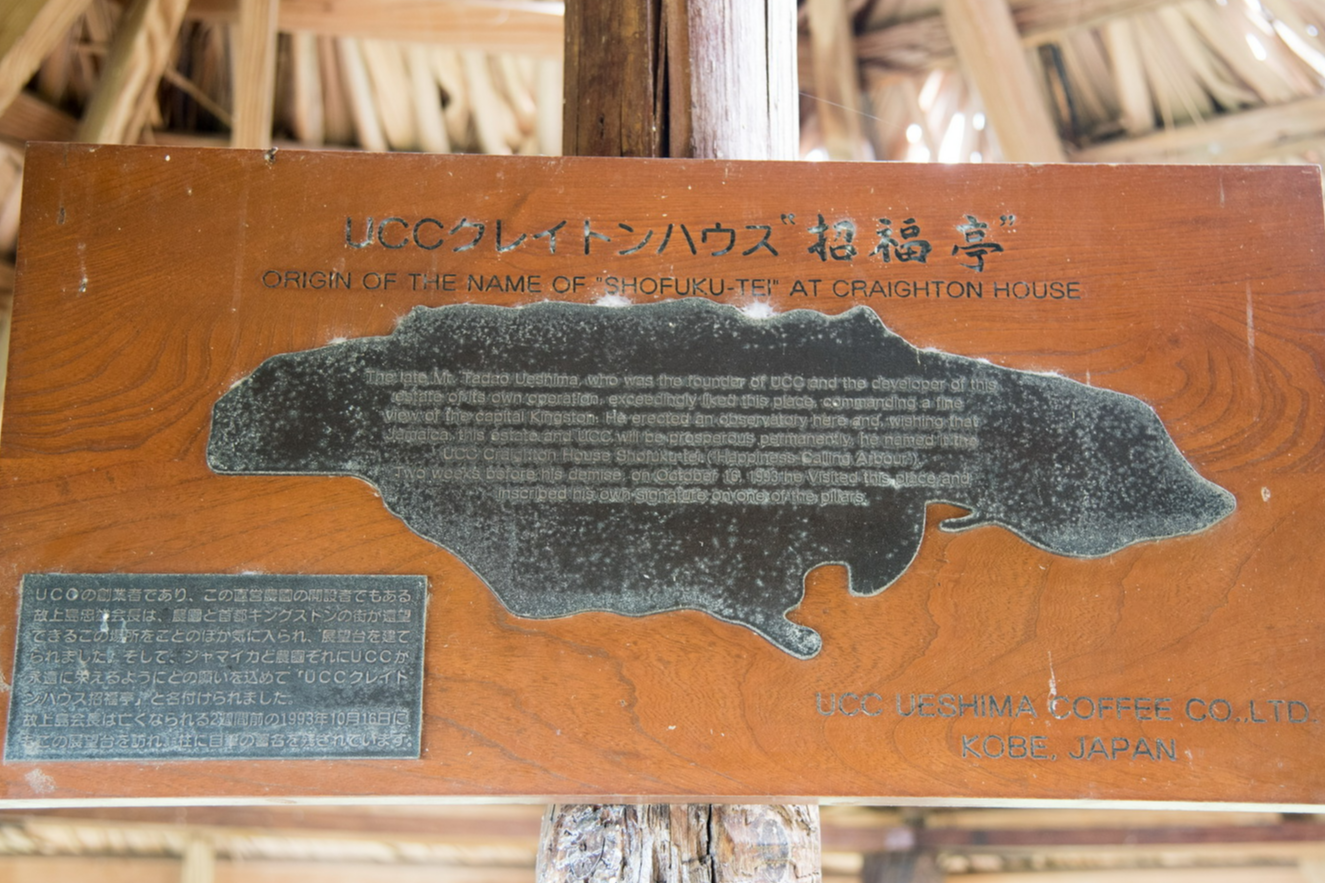 UCCクレイトンハウス“招福亭”
ORIGIN OF THE NAME OF "SHOFUKU-TEI" AT CRAIGHTON HOUSE
The late Mr. Tadao Ueshima, who was the founder of UCC and the developer of this
estate of its own operation, exceedingly liked this place, commanding a fine
view of the capital Kingston. He erected an observatory here and, wishing that
Jamaica, this estate and UCC will be prosperous permanently, he named it the
UCC Craighton House Shofuku-tei (Happiness Calling Arbour).
Two weeks before his demise on October 16, 1993 he visited this place and
inscribed his own signature on one of the pillars.
UCCの創業者であり、この直営農園の開設者でもある
故上島忠雄会長は、農園と首都キングストンの街が遠望
できるこの場所をことのほか気に入られ、展望台を建て
られました。そして、ジャマイカと農園それにUCCが
永遠に栄えるようにとの願いを込めて「UCCクレイト
ンハウス招福亭」と名付けられました。
故上島会長は亡くなられる2週間前の1993年10月16日に
この展望台を訪れ、柱に自筆の署名を残されています。
UCC UESHIMA COFFEE CO.,LTD.
KOBE, JAPAN